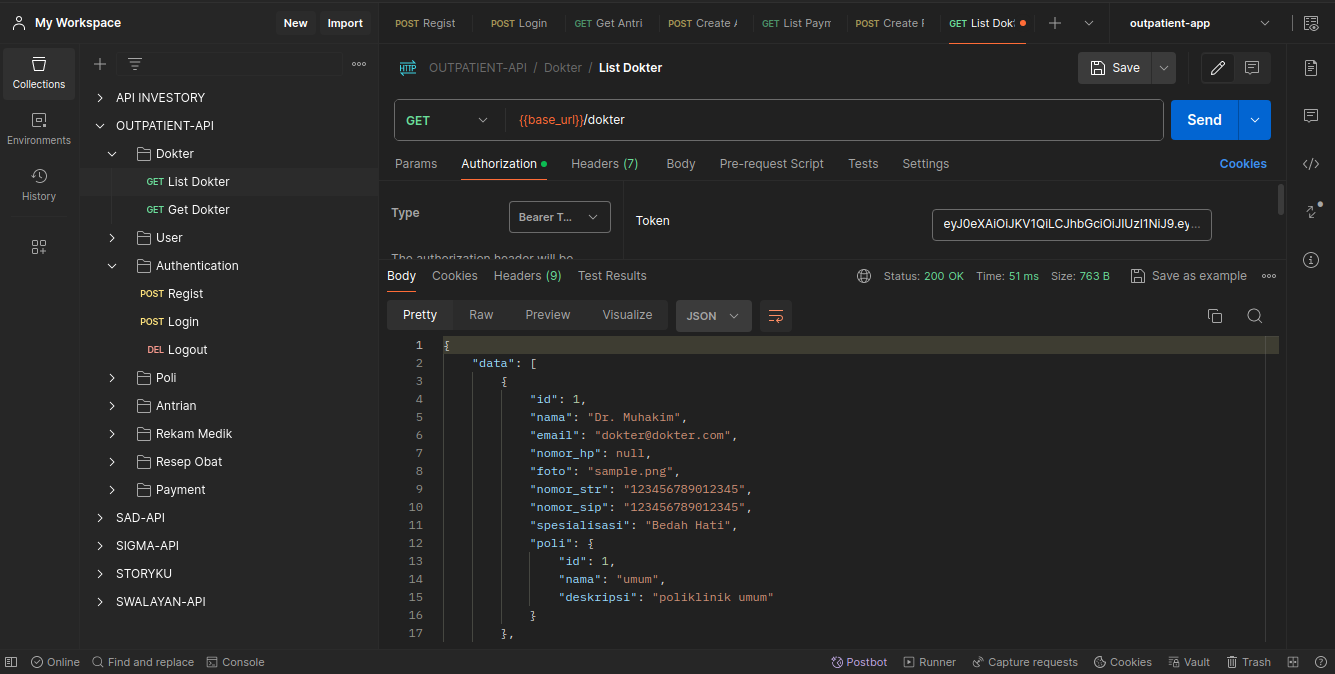 My Workspace
New
Import
POST Regist
POST Login
GET Get Antri
POST Create A
GET List Paym
POST Create F
GET List Dok
outpatient-app
Collections
Environments
History
API INVESTORY
OUTPATIENT-API
Dokter
GET List Dokter
GET Get Dokter
User
Authentication
POST Regist
POST Login
DEL Logout
Poli
Antrian
Rekam Medik
Resep Obat
Payment
SAD-API
SIGMA-API
STORYKU
SWALAYAN-API
HTTP OUTPATIENT-API / Dokter / List Dokter
Save
GET
{{base_url}}/dokter
Send
Params
Authorization
Headers (7)
Body
Pre-request Script
Tests
Settings
Cookies
Type
Bearer T...
Token
The authorization header will be
Body
Cookies
Headers (9)
Test Results
Status: 200 OK
Time: 51 ms
Size: 763 B
Save as example
Pretty
Raw
Preview
Visualize
JSON
1 {
2 "data": [
3 {
4 "id": 1,
5 "nama": "Dr. Muhakim",
6 "email": "dokter@dokter.com",
7 "nomor_hp": null,
8 "foto": "sample.png",
9 "nomor_str": "123456789012345",
10 "nomor_sip": "123456789012345",
11 "spesialisasi": "Bedah Hati",
12 "poli": {
13 "id": 1,
14 "nama": "umum",
15 "deskripsi": "poliklinik umum"
16 }
17 },
Online
Find and replace
Console
Postbot
Runner
Capture requests
Cookies
Vault
Trash